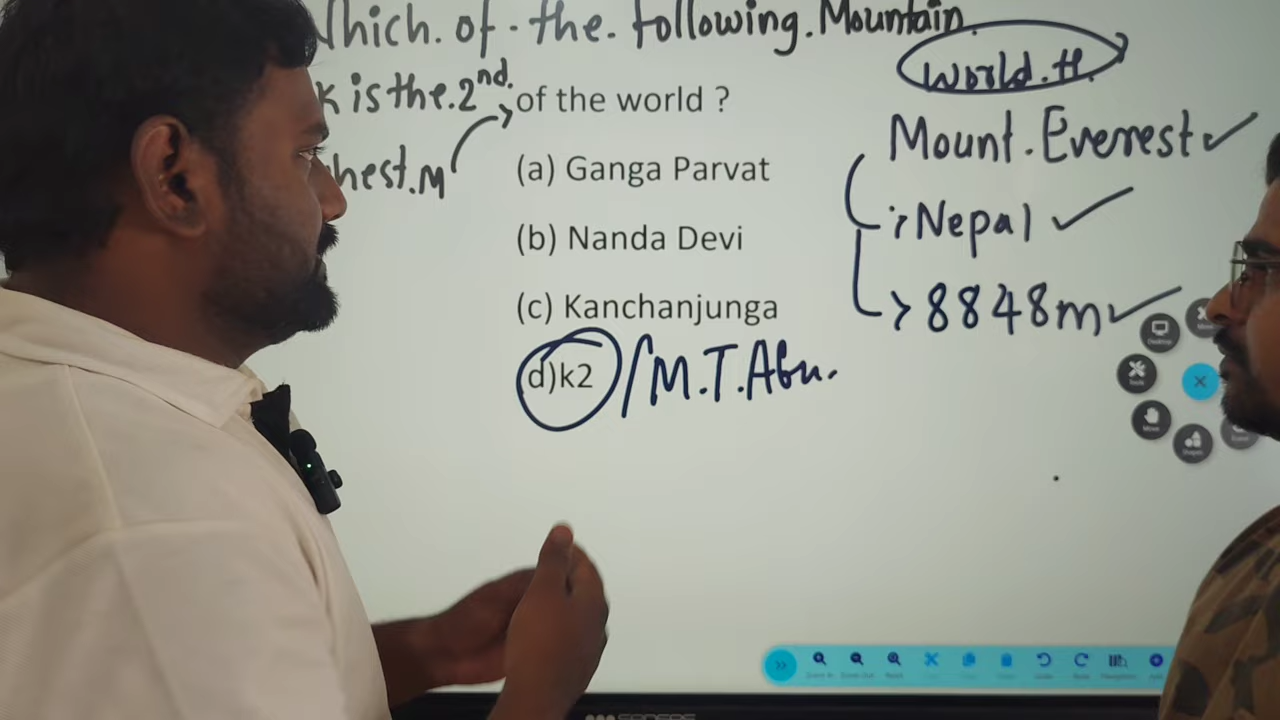 Which. of. the. following. Mountain
k is the. 2nd. of the world ?
hest. M
(a) Ganga Parvat
(b) Nanda Devi
(c) Kanchanjunga
d)k2 / M.T. Abu.
World. H.
Mount. Everest
Nepal
8848m